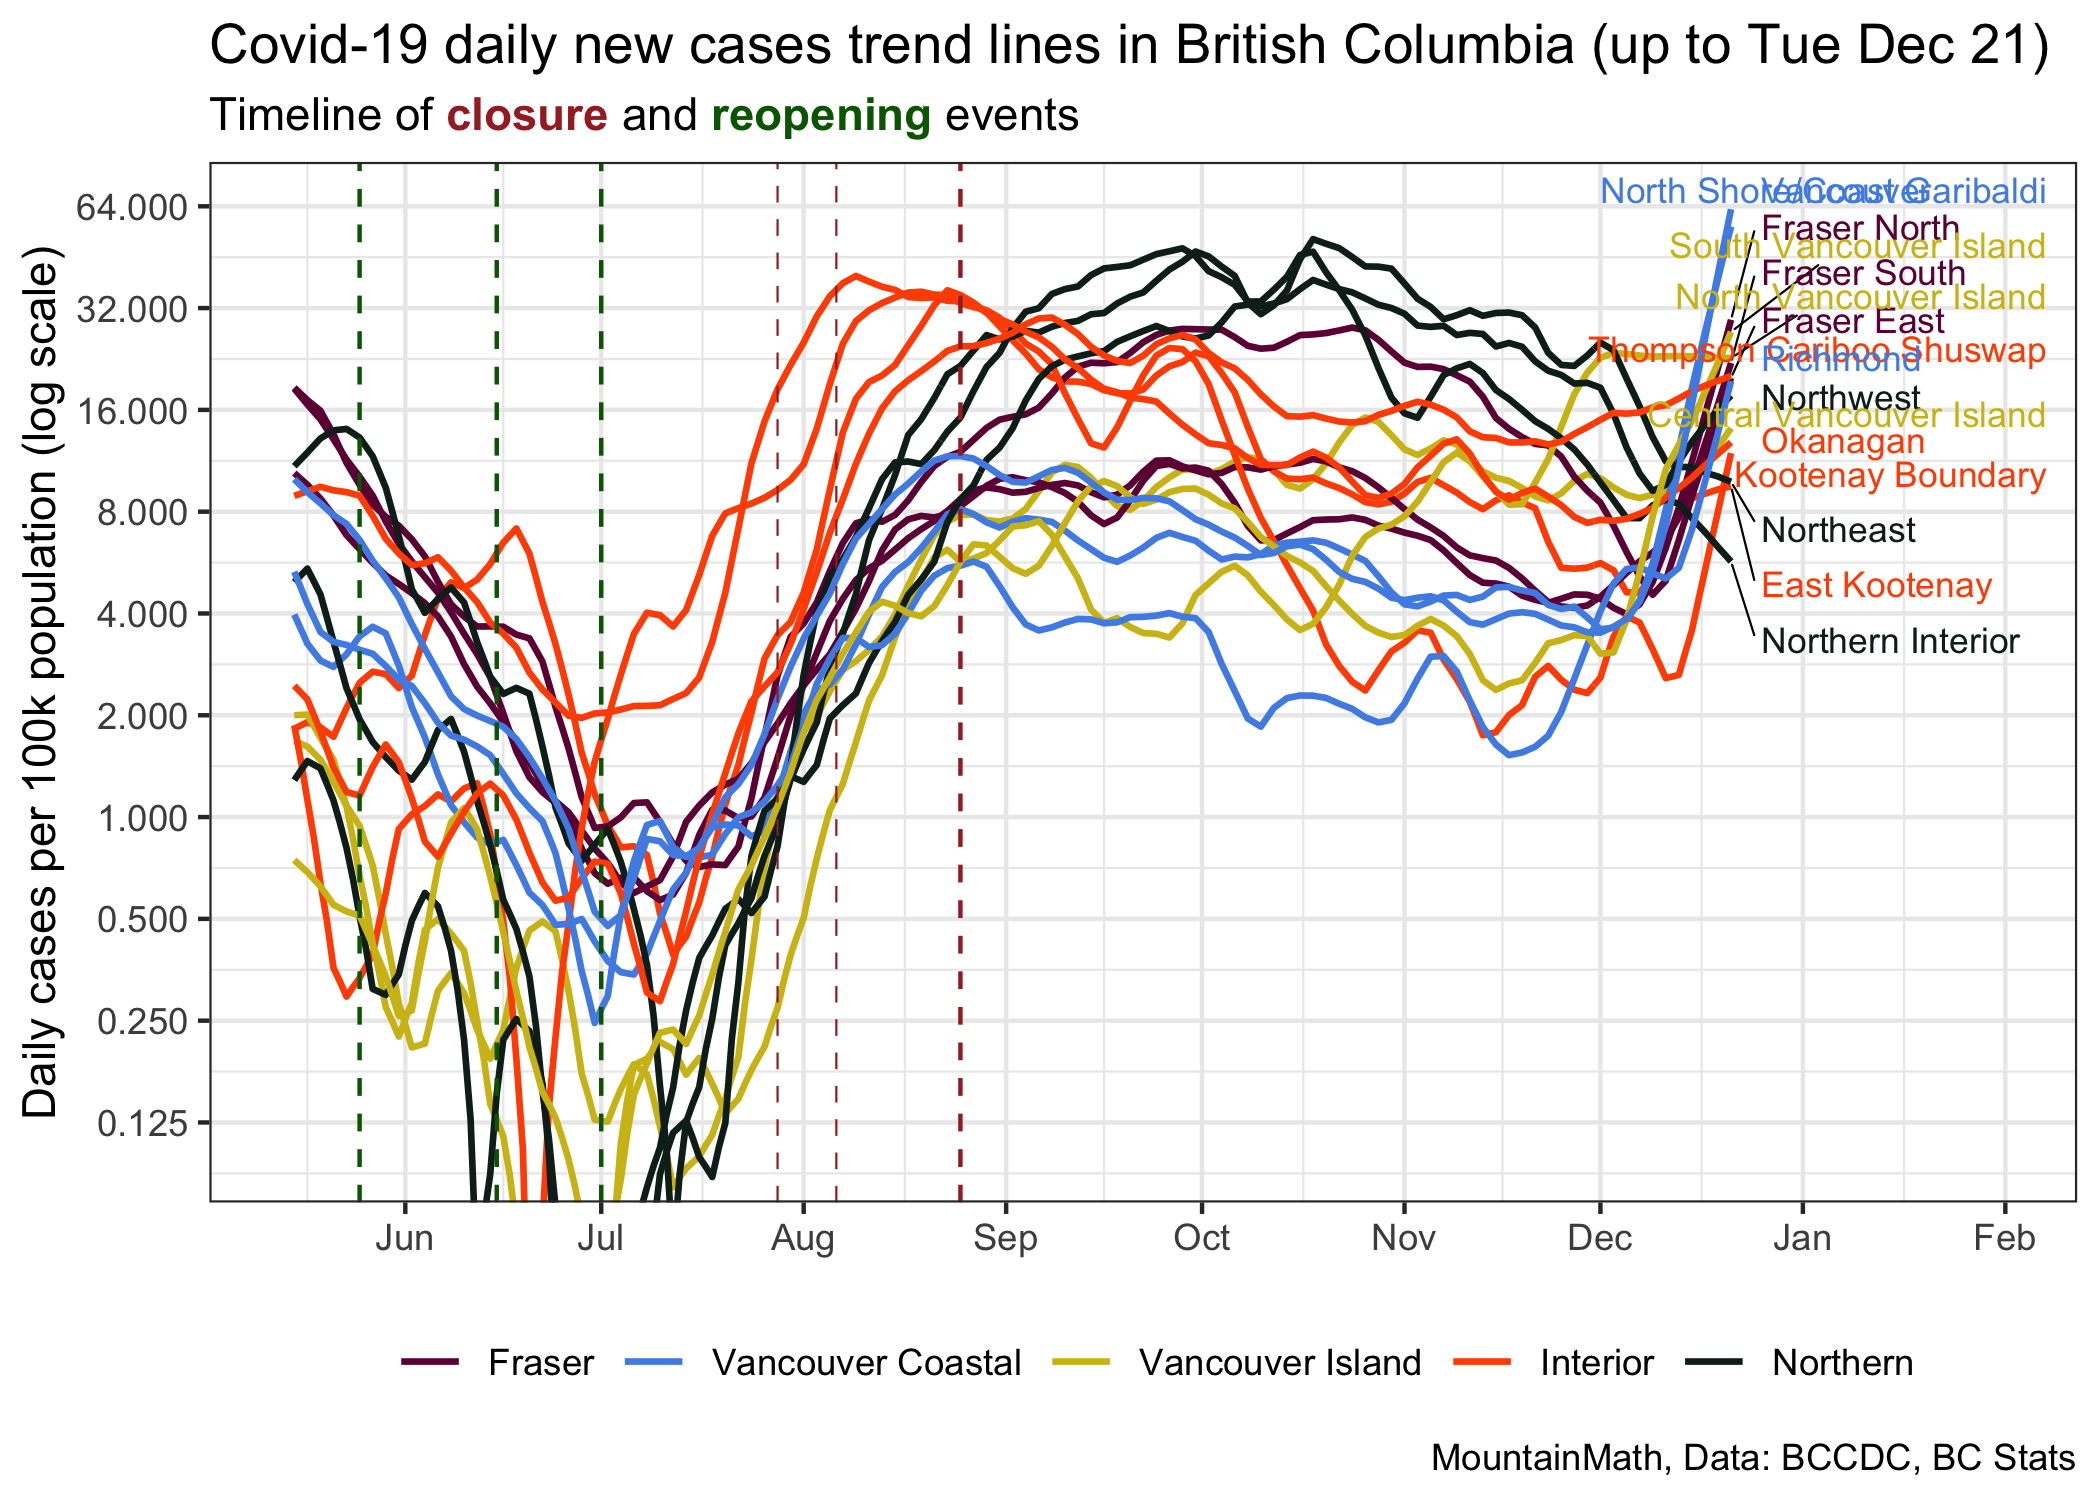 Covid-19 daily new cases trend lines in British Columbia (up to Tue Dec 21)
Timeline of closure and reopening events
Daily cases per 100k population (log scale)
64.000
32.000
16.000
8.000
4.000
2.000
1.000
0.500
0.250
0.125
North Shore/Coast Garibaldi
Vancouver
Fraser North
South Vancouver Island
Fraser South
North Vancouver Island
Fraser East
Thompson Cariboo Shuswap
Richmond
Northwest
Central Vancouver Island
Okanagan
Kootenay Boundary
Northeast
East Kootenay
Northern Interior
Jun Jul Aug Sep Oct Nov Dec Jan Feb
Fraser Vancouver Coastal Vancouver Island Interior Northern
MountainMath, Data: BCCDC, BC Stats